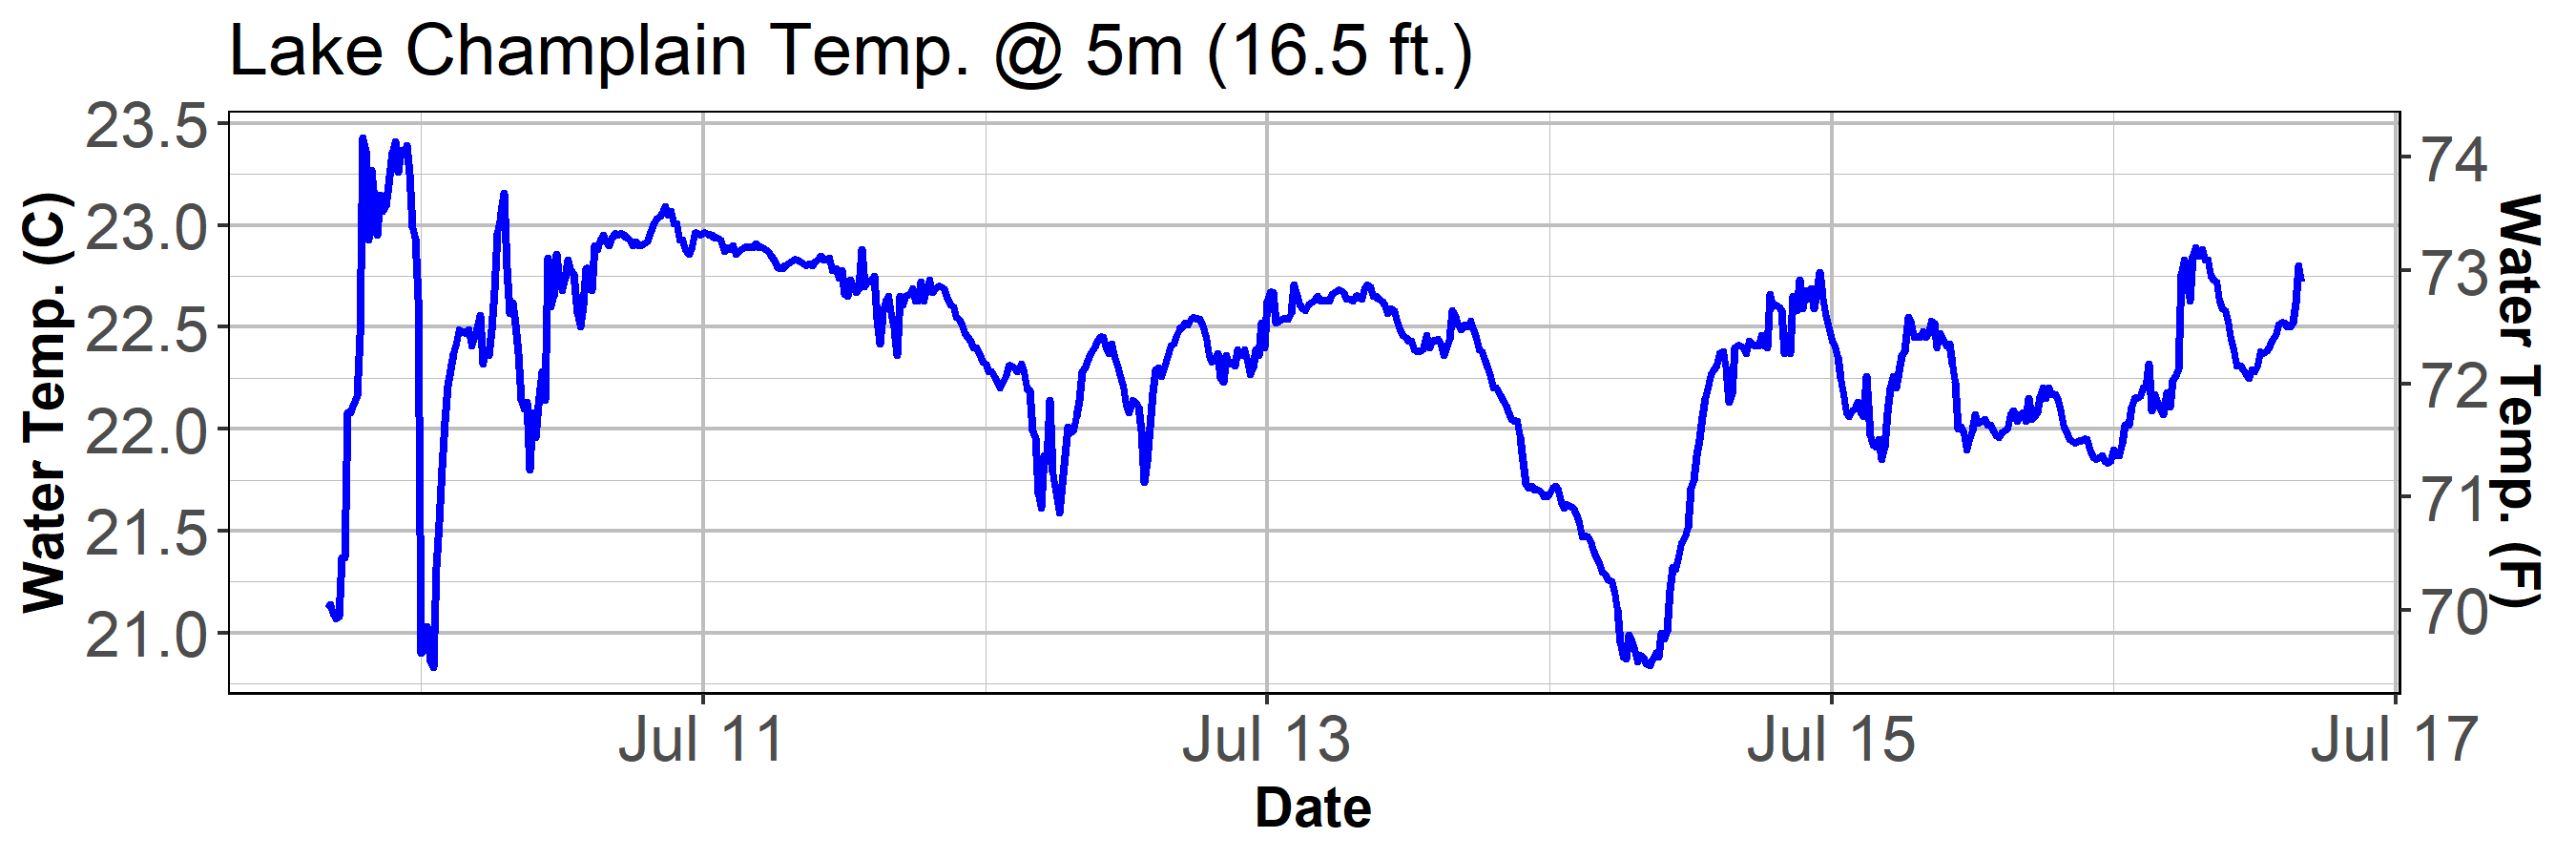 Lake Champlain Temp. @ 5m (16.5 ft.)
Water Temp. (C)
23.5
23.0
22.5
22.0
21.5
21.0
74
73
72
71
70
Water Temp. (F)
Jul 11 Jul 13 Jul 15 Jul 17
Date